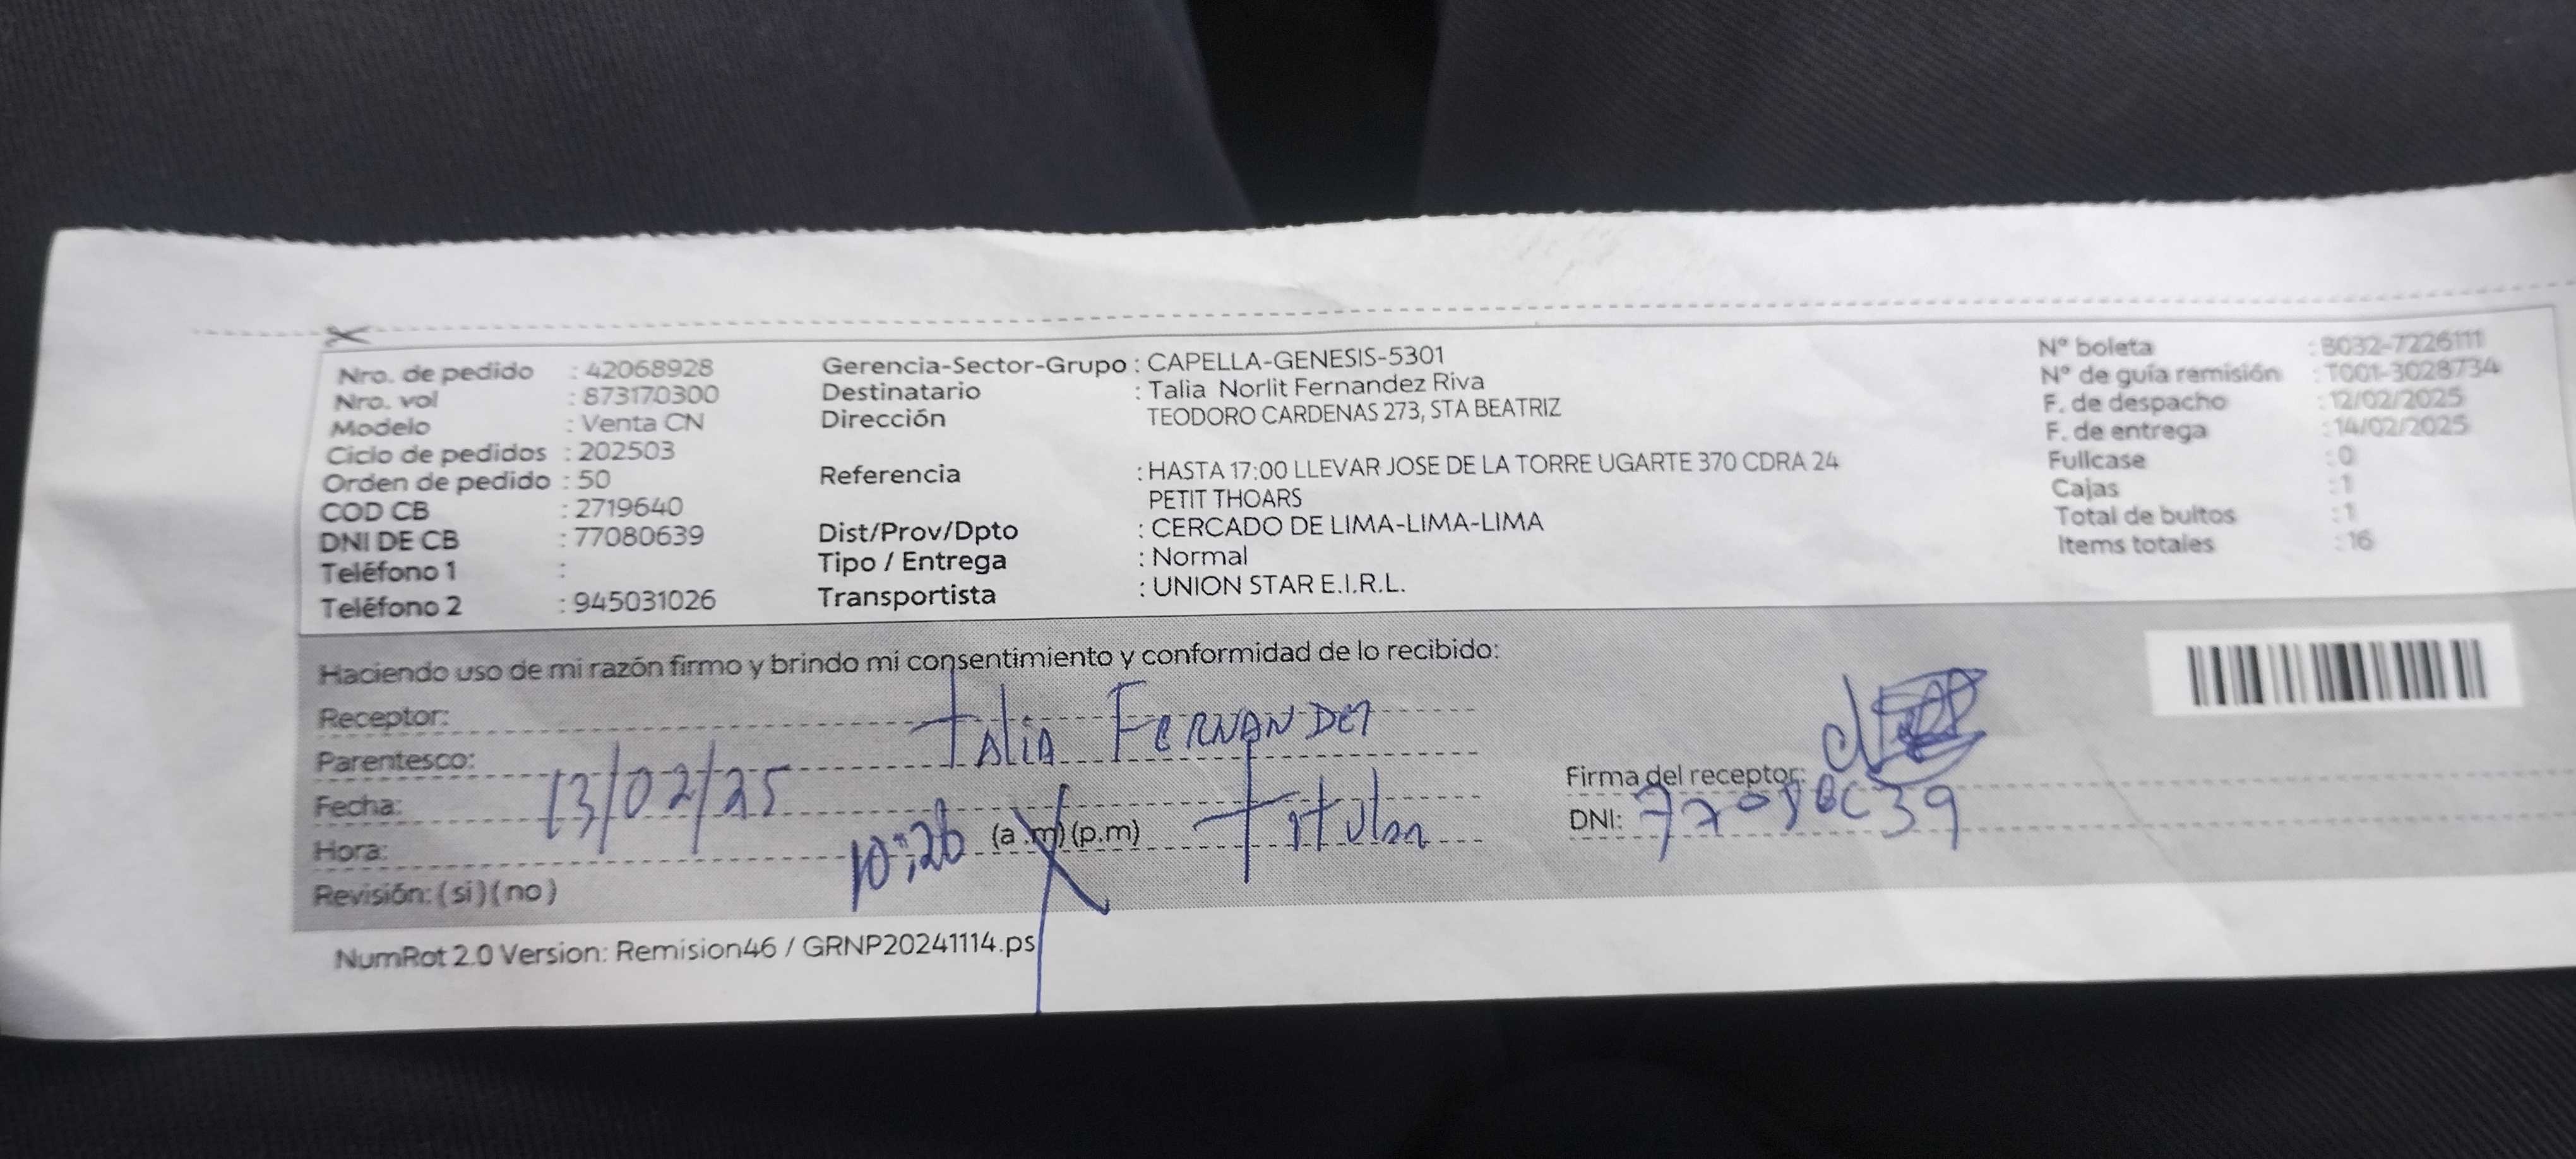 Nro. de pedido : 42068928
Nro. vol : 873170300
Modelo : Venta CN
Ciclo de pedidos : 202503
Orden de pedido : 50
COD CB : 2719640
DNI DE CB : 77080639
Teléfono 1 :
Teléfono 2 : 945031026
Gerencia-Sector-Grupo : CAPELLA-GENESIS-5301
Destinatario : Talia Norlit Fernandez Riva
Dirección TEODORO CARDENAS 273, STA BEATRIZ
Referencia : HASTA 17:00 LLEVAR JOSE DE LA TORRE UGARTE 370 CDRA 24
PETIT THOARS
Dist/Prov/Dpto : CERCADO DE LIMA-LIMA-LIMA
Tipo / Entrega : Normal
Transportista : UNION STAR E.I.R.L.
N° boleta : B032-7226111
N° de guía remisión : T001-3028734
F. de despacho : 12/02/2025
F. de entrega : 14/02/2025
Fullcase : 0
Cajas : 1
Total de bultos : 1
Items totales : 16
Haciendo uso de mi razón firmo y brindo mi consentimiento y conformidad de lo recibido:
Receptor: Talia FERNANDEZ
Parentesco: Titular
Fecha: 13/02/25
Hora: 10:26 (a.m) (p.m)
Revisión: (si) (no)
Firma del receptor:
DNI:
NumRot 2.0 Version: Remision46 / GRNP20241114.ps